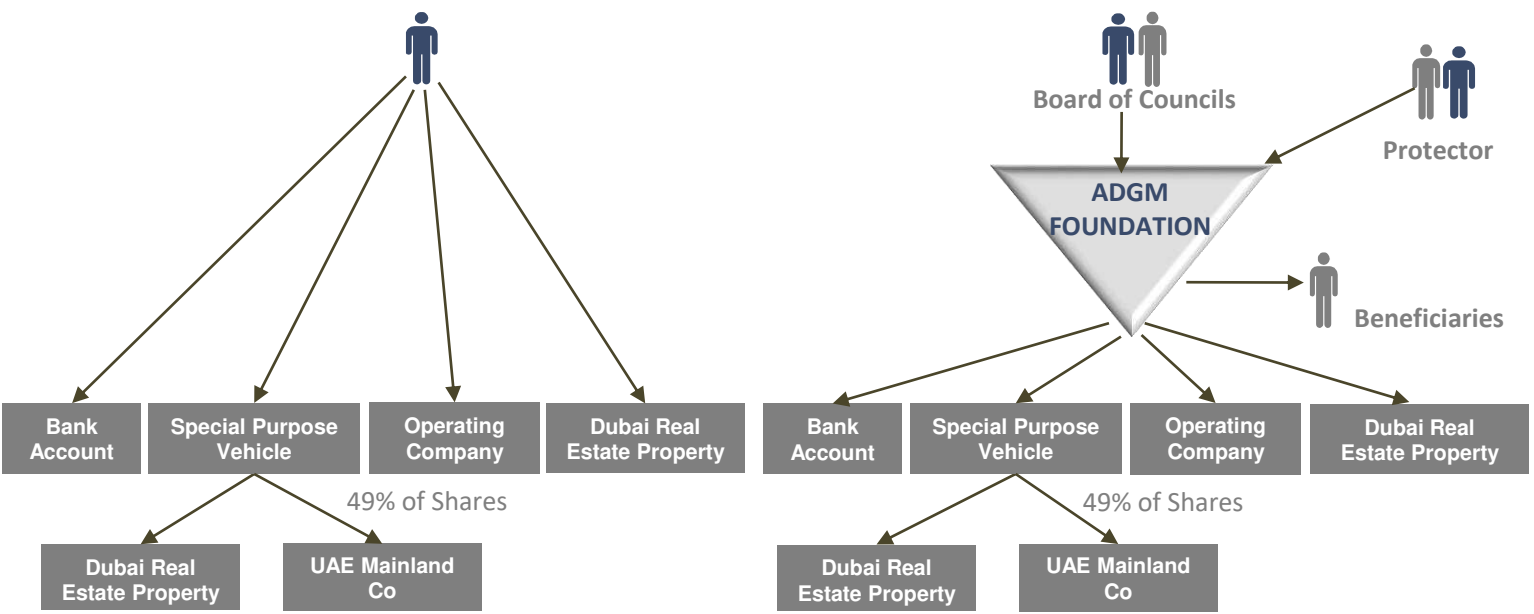 Bank
Account
Special Purpose
Vehicle
Operating
Company
Dubai Real
Estate Property
49% of Shares
Dubai Real
Estate Property
UAE Mainland
Co
Board of Councils
Protector
ADGM
FOUNDATION
Beneficiaries
Bank
Account
Special Purpose
Vehicle
Operating
Company
Dubai Real
Estate Property
49% of Shares
Dubai Real
Estate Property
UAE Mainland
Co